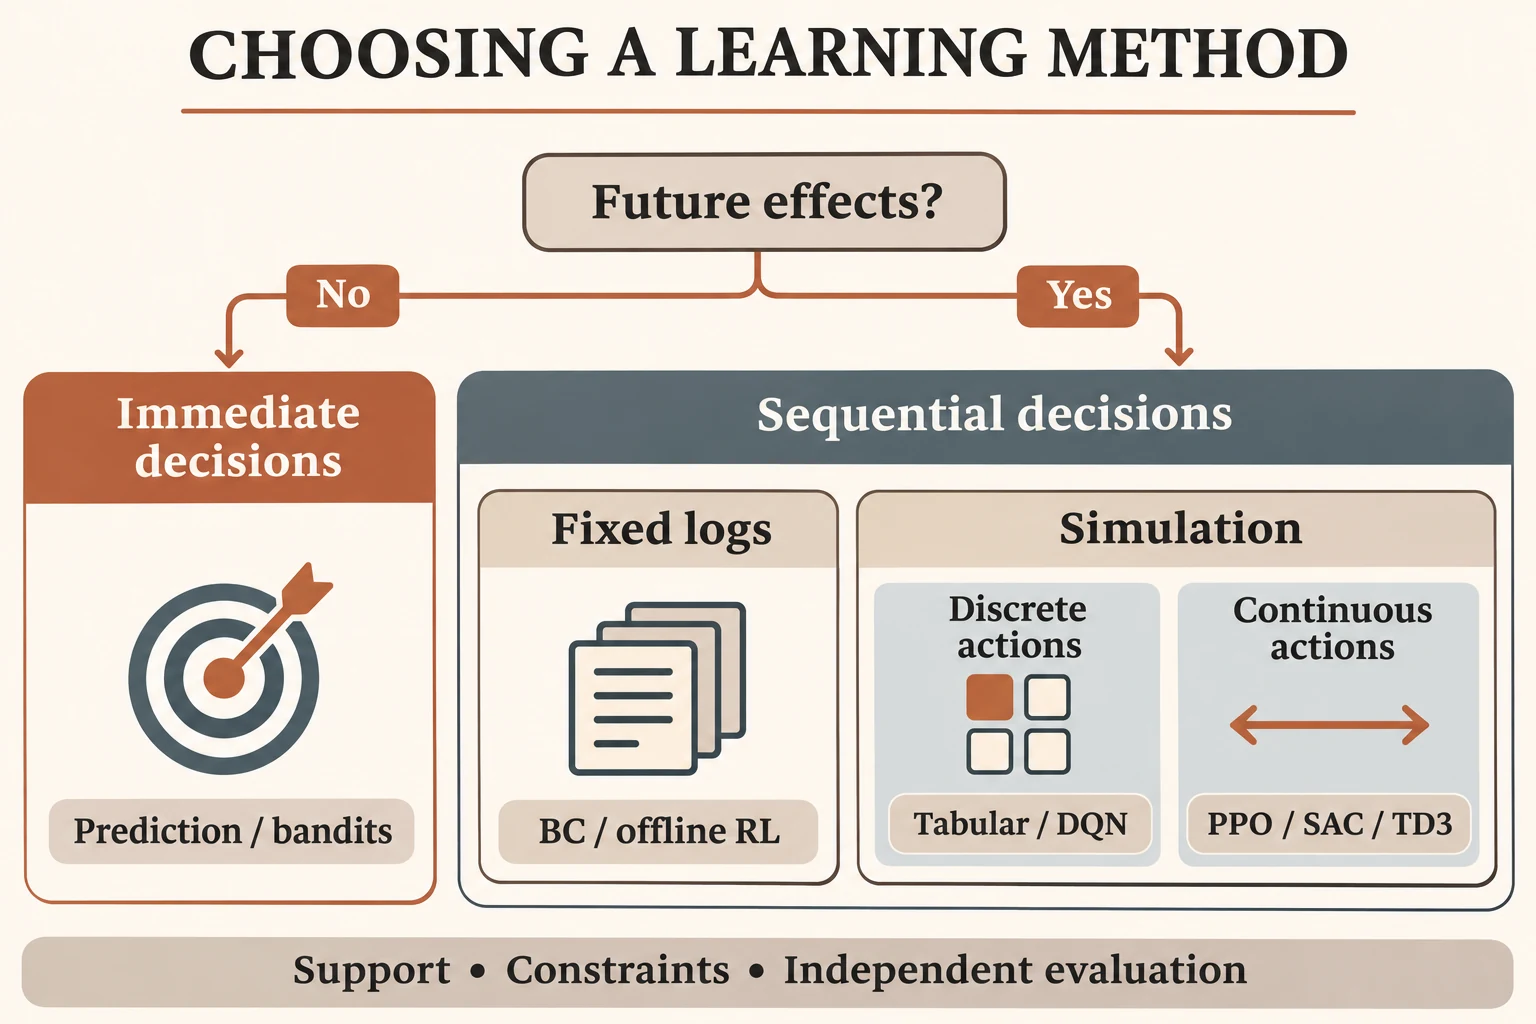 CHOOSING A LEARNING METHOD
Future effects?
No
Yes
Immediate
decisions
Prediction / bandits
Sequential decisions
Fixed logs
BC / offline RL
Simulation
Discrete
actions
Tabular / DQN
Continuous
actions
PPO / SAC / TD3
Support • Constraints • Independent evaluation